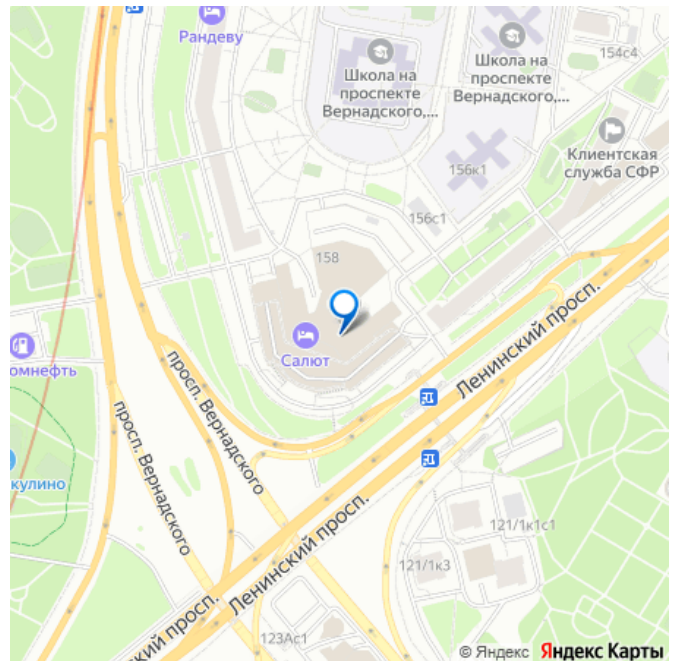 Рандеву
Школа на
проспекте
Вернадского,...
Школа на
проспекте
Вернадского,...
154с4
Клиентская
служба СФР
156к1
156с1
158
Салют
омнефть
кулино
просп. Вернадского
просп. Вернадского
Ленинский просп.
Ленинский просп.
кий просп.
121/1к1с1
121/1к3
123Ас1
© Яндекс Яндекс Карты